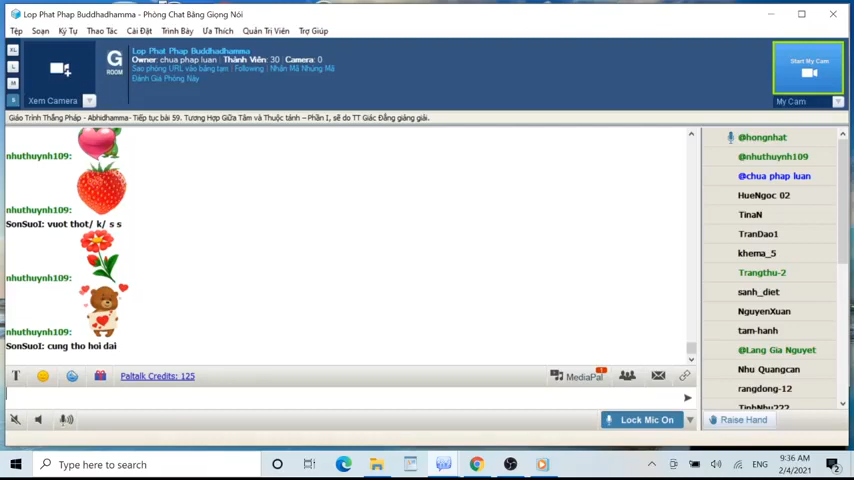 Lop Phat Phap Buddhadhamma - Phòng Chat Bằng Giọng Nói
Tệp Soạn Ký Tự Thao Tác Cài Đặt Trình Bày Ưa Thích Quản Trị Viên Trợ Giúp
XL
L
M
S
Xem Camera
G
ROOM
Lop Phat Phap Buddhadhamma
Owner: chua phap luan | Thành Viên: 30 | Camera: 0
Sao phỏng URL vào bảng tạm | Following | Nhấn Mã Nhúng Mã
Đánh Giá Phòng Này
Start My Cam
My Cam
Giáo Trình Thắng Pháp - Abhidhamma- Tiếp tục bài 59. Tương Hợp Giữa Tâm và Thuộc tánh – Phần I, sẽ do TT Giác Đẳng giảng giải.
nhuthuynh109:
nhuthuynh109:
SonSuoI: vuot thot/ k/ s s
nhuthuynh109:
nhuthuynh109:
SonSuoI: cung tho hoi dai
@hongnhat
@nhuthuynh109
@chua phap luan
HueNgoc 02
TinaN
TranDao1
khema_5
Trangthu-2
sanh_diet
NguyenXuan
tam-hanh
@Lang Gia Nguyet
Nhu Quangcan
rangdong-12
TinhNhu222
T Paltalk Credits: 125 MediaPal 1
Lock Mic On Raise Hand
Type here to search
ENG
9:36 AM
2/4/2021
2